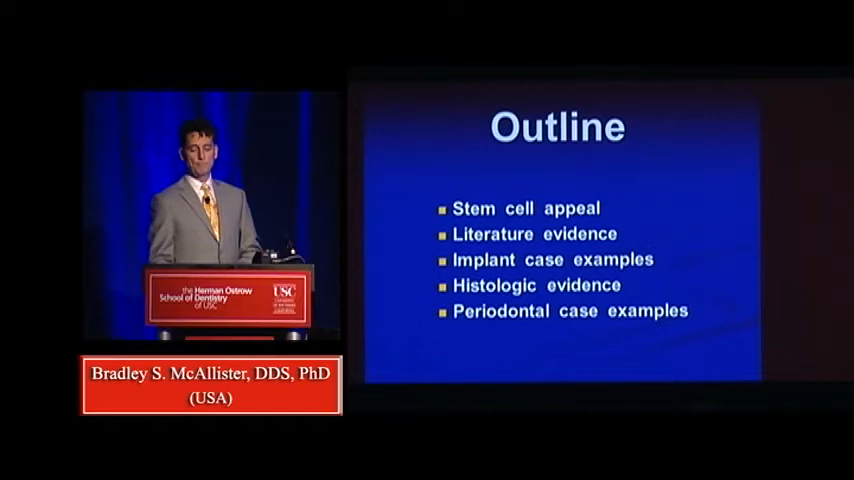 Outline
Stem cell appeal
Literature evidence
Implant case examples
Histologic evidence
Periodontal case examples
the Herman Ostrow
School of Dentistry
of USC
USC
Bradley S. McAllister, DDS, PhD
(USA)